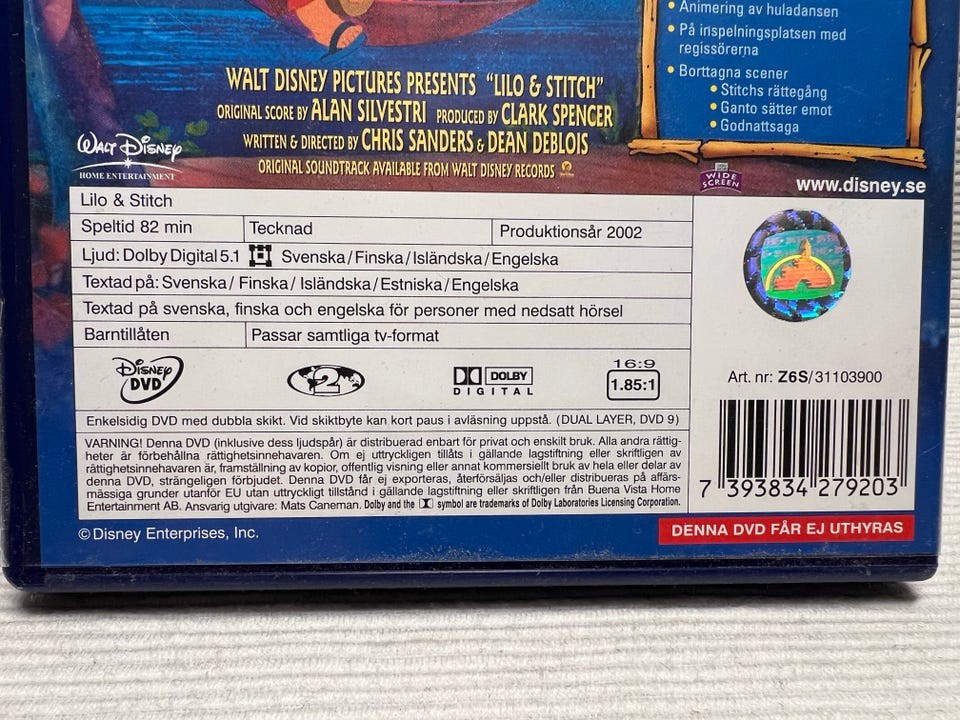 • Animering av huladansen
• På inspelningsplatsen med
regissörerna
• Borttagna scener
• Stitchs rättegång
• Ganto sätter emot
• Godnattsaga
WALT DISNEY PICTURES PRESENTS "LILO & STITCH"
ORIGINAL SCORE BY ALAN SILVESTRI PRODUCED BY CLARK SPENCER
WRITTEN & DIRECTED BY CHRIS SANDERS & DEAN DEBLOIS
ORIGINAL SOUNDTRACK AVAILABLE FROM WALT DISNEY RECORDS
WALT DISNEY
HOME ENTERTAINMENT
WIDE
SCREEN
www.disney.se
Lilo & Stitch
Speltid 82 min Tecknad Produktionsår 2002
Ljud: Dolby Digital 5.1 Svenska/Finska/Isländska/Engelska
Textad på: Svenska/Finska/Isländska/Estniska/Engelska
Textad på svenska, finska och engelska för personer med nedsatt hörsel
Barntillåten Passar samtliga tv-format
DISNEY
DVD
2
DOLBY
DIGITAL
16:9
1.85:1
Enkelsidig DVD med dubbla skikt. Vid skiktbyte kan kort paus i avläsning uppstå. (DUAL LAYER, DVD 9)
VARNING! Denna DVD (inklusive dess ljudspår) är distribuerad enbart för privat och enskilt bruk. Alla andra rättig-
heter är förbehållna rättighetsinnehavaren. Om ej uttryckligen tillåts i gällande lagstiftning eller skriftligen av
rättighetsinnehavaren är, framställning av kopior, offentlig visning eller annat kommersiellt bruk av hela eller delar av
denna DVD, strängeligen förbjudet. Denna DVD får ej exporteras, återförsäljas och/eller distribueras på affärs-
mässiga grunder utanför EU utan uttryckligt tillstånd i gällande lagstiftning eller skriftligen från Buena Vista Home
Entertainment AB. Ansvarig utgivare: Mats Caneman. Dolby and the symbol are trademarks of Dolby Laboratories Licensing Corporation.
Art. nr: Z6S/31103900
7 393834 279203
© Disney Enterprises, Inc.
DENNA DVD FÅR EJ UTHYRAS